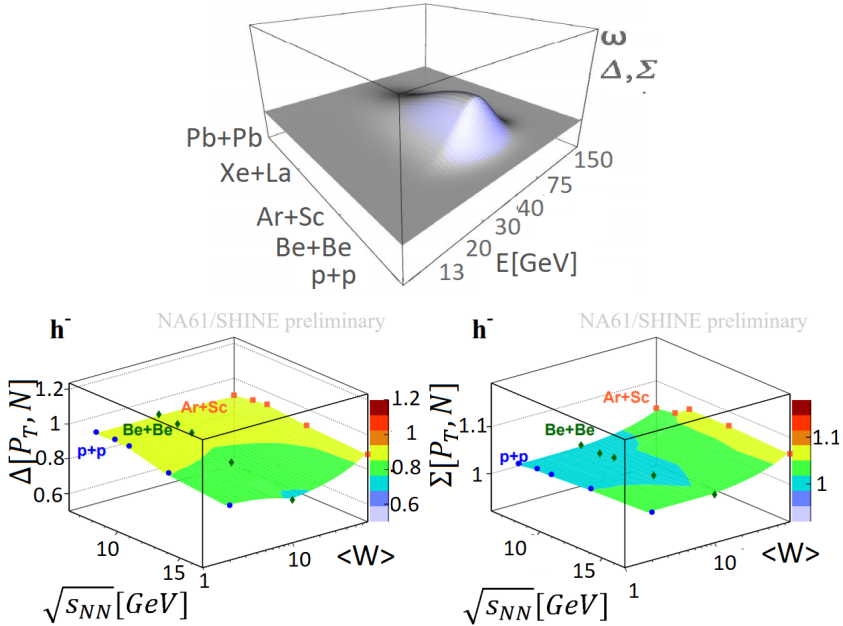 ω
Δ, Σ
Pb+Pb
Xe+La
Ar+Sc
Be+Be
p+p
13
20
30
40
75
150
E[GeV]
h⁻
NA61/SHINE preliminary
Δ[P_T, N]
1.2
1
0.8
0.6
Ar+Sc
Be+Be
p+p
1.2
1
0.8
0.6
10
15
1
10
<W>
√s_NN [GeV]
h⁻
NA61/SHINE preliminary
Σ[P_T, N]
1.1
1
Ar+Sc
Be+Be
p+p
1.1
1
10
15
1
10
<W>
√s_NN [GeV]